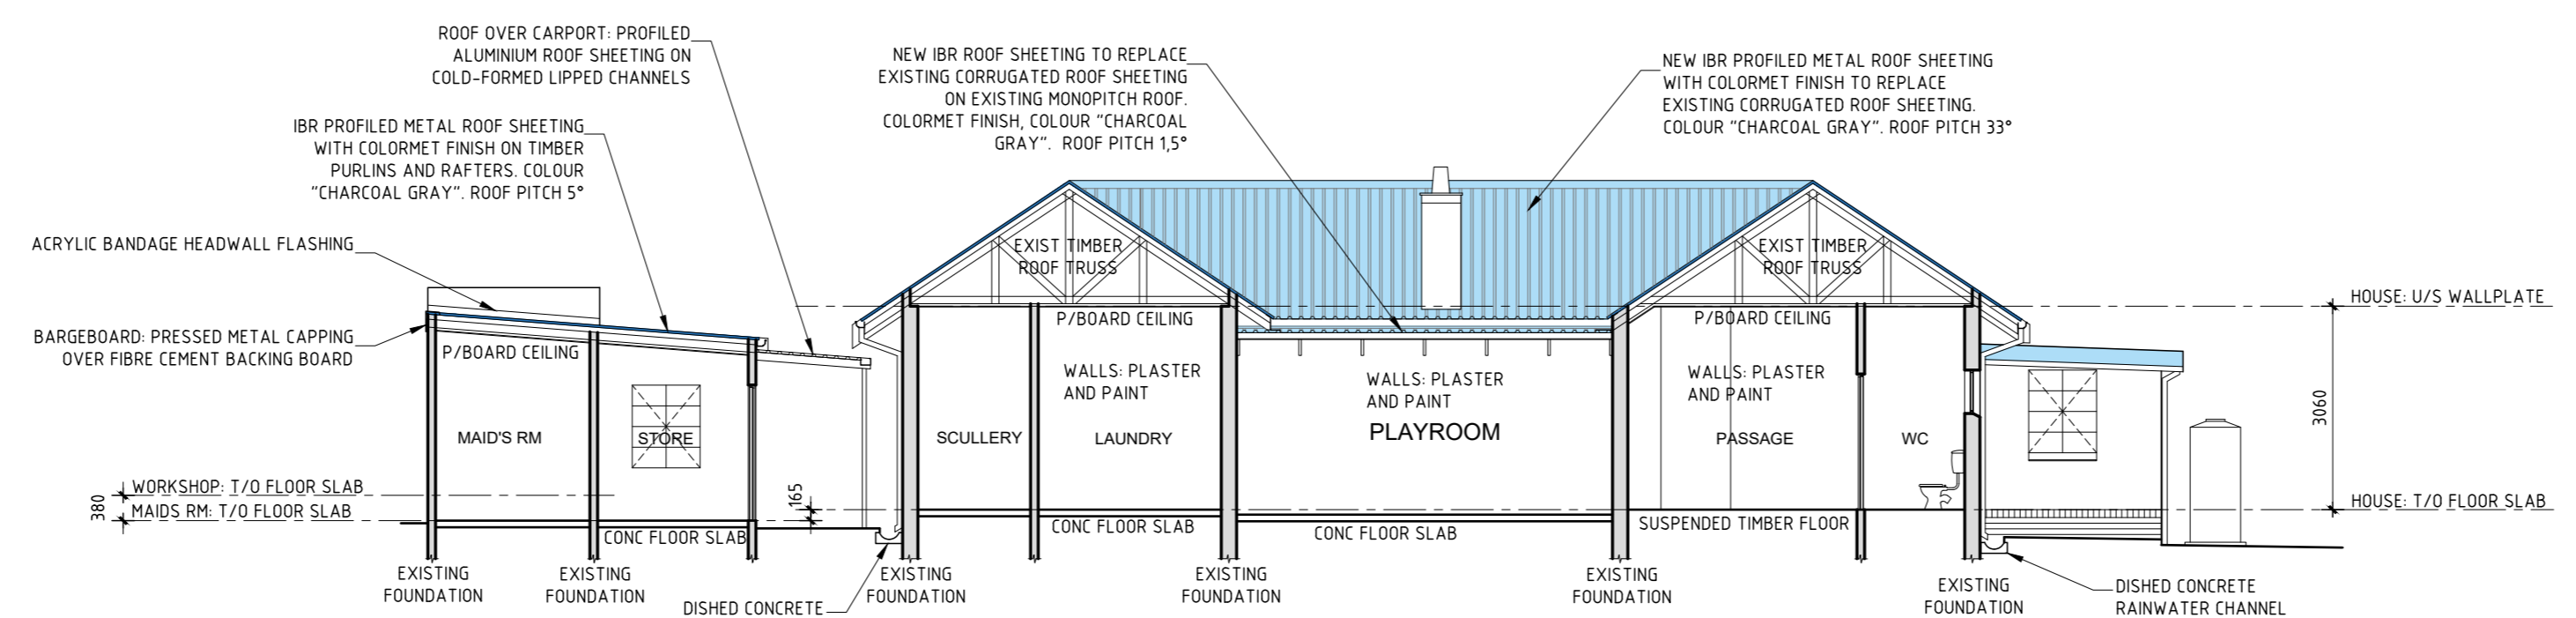 ROOF OVER CARPORT: PROFILED
ALUMINIUM ROOF SHEETING ON
COLD-FORMED LIPPED CHANNELS
NEW IBR ROOF SHEETING TO REPLACE
EXISTING CORRUGATED ROOF SHEETING
ON EXISTING MONOPITCH ROOF.
COLORMET FINISH, COLOUR "CHARCOAL
GRAY". ROOF PITCH 1,5°
NEW IBR PROFILED METAL ROOF SHEETING
WITH COLORMET FINISH TO REPLACE
EXISTING CORRUGATED ROOF SHEETING.
COLOUR "CHARCOAL GRAY". ROOF PITCH 33°
IBR PROFILED METAL ROOF SHEETING
WITH COLORMET FINISH ON TIMBER
PURLINS AND RAFTERS. COLOUR
"CHARCOAL GRAY". ROOF PITCH 5°
ACRYLIC BANDAGE HEADWALL FLASHING
BARGEBOARD: PRESSED METAL CAPPING
OVER FIBRE CEMENT BACKING BOARD
EXIST TIMBER
ROOF TRUSS
EXIST TIMBER
ROOF TRUSS
HOUSE: U/S WALLPLATE
P/BOARD CEILING
P/BOARD CEILING
P/BOARD CEILING
WALLS: PLASTER
AND PAINT
WALLS: PLASTER
AND PAINT
WALLS: PLASTER
AND PAINT
MAID'S RM
STORE
SCULLERY
LAUNDRY
PLAYROOM
PASSAGE
WC
3060
380
WORKSHOP: T/O FLOOR SLAB
MAIDS RM: T/O FLOOR SLAB
165
HOUSE: T/O FLOOR SLAB
CONC FLOOR SLAB
CONC FLOOR SLAB
CONC FLOOR SLAB
SUSPENDED TIMBER FLOOR
EXISTING
FOUNDATION
EXISTING
FOUNDATION
EXISTING
FOUNDATION
EXISTING
FOUNDATION
EXISTING
FOUNDATION
EXISTING
FOUNDATION
DISHED CONCRETE
DISHED CONCRETE
RAINWATER CHANNEL